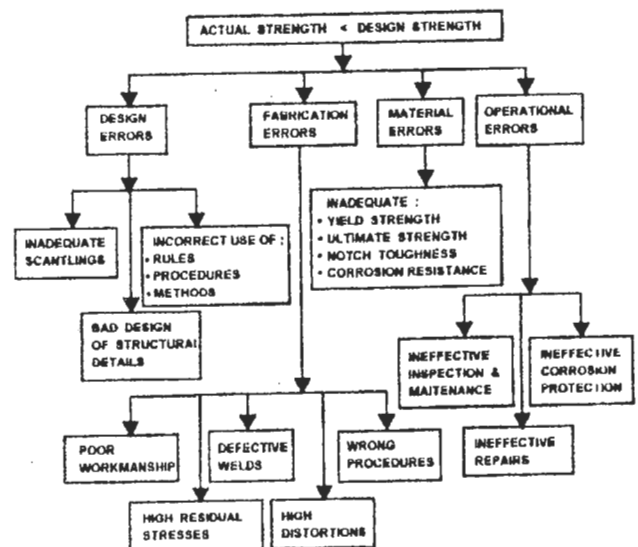 ACTUAL STRENGTH < DESIGN STRENGTH
DESIGN
ERRORS
FABRICATION
ERRORS
MATERIAL
ERRORS
OPERATIONAL
ERRORS
INADEQUATE
SCANTLINGS
INCORRECT USE OF :
• RULES
• PROCEDURES
• METHODS
BAD DESIGN
OF STRUCTURAL
DETAILS
INADEQUATE :
• YIELD STRENGTH
• ULTIMATE STRENGTH
• NOTCH TOUGHNESS
• CORROSION RESISTANCE
INEFFECTIVE
INSPECTION &
MAITENANCE
INEFFECTIVE
CORROSION
PROTECTION
INEFFECTIVE
REPAIRS
POOR
WORKMANSHIP
DEFECTIVE
WELDS
WRONG
PROCEDURES
HIGH RESIDUAL
STRESSES
HIGH
DISTORTIONS